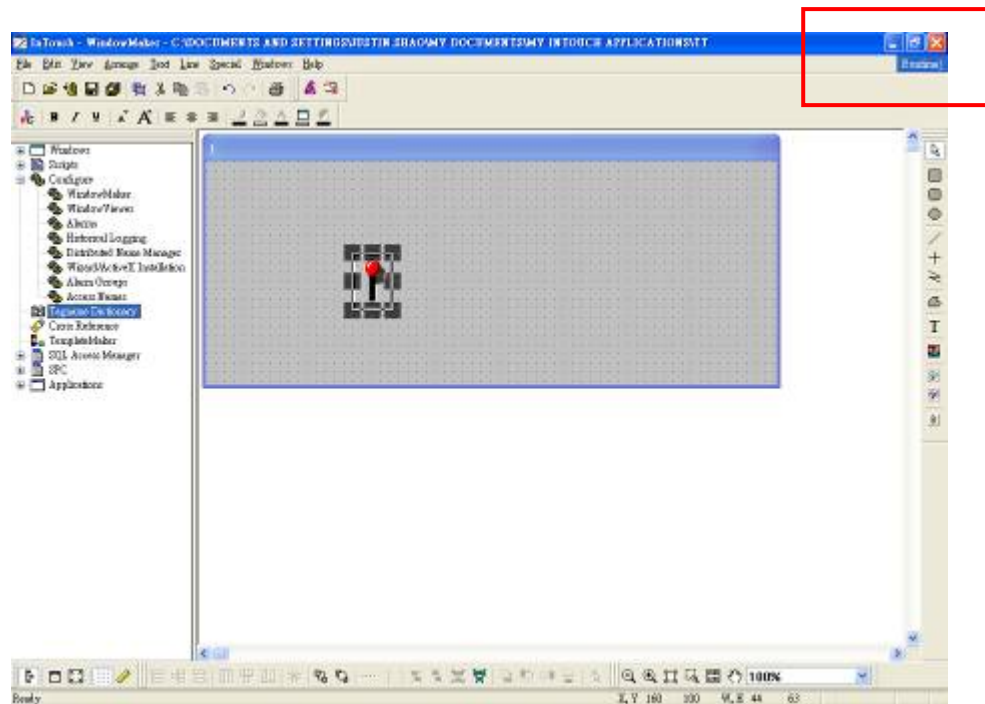 InTouch - WindowMaker - C:\DOCUMENTS AND SETTINGS\JUSTIN.SHAO\MY DOCUMENTS\MY INTOUCH APPLICATIONS\TT
File Edit View Arrange Text Line Special Windows Help
Runtime!
Windows
Scripts
Configure
WindowMaker
WindowViewer
Alarms
Historical Logging
Distributed Name Manager
Wizard/ActiveX Installation
Alarm Groups
Access Names
Tagname Dictionary
Cross Reference
TemplateMaker
SQL Access Manager
SPC
Applications
T
100%
Ready
X, Y 160 100 W, H 44 63